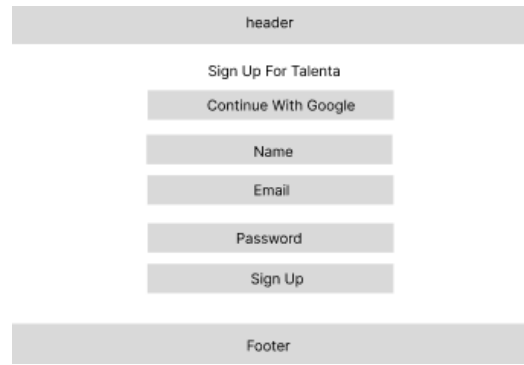 header
Sign Up For Talenta
Continue With Google
Name
Email
Password
Sign Up
Footer